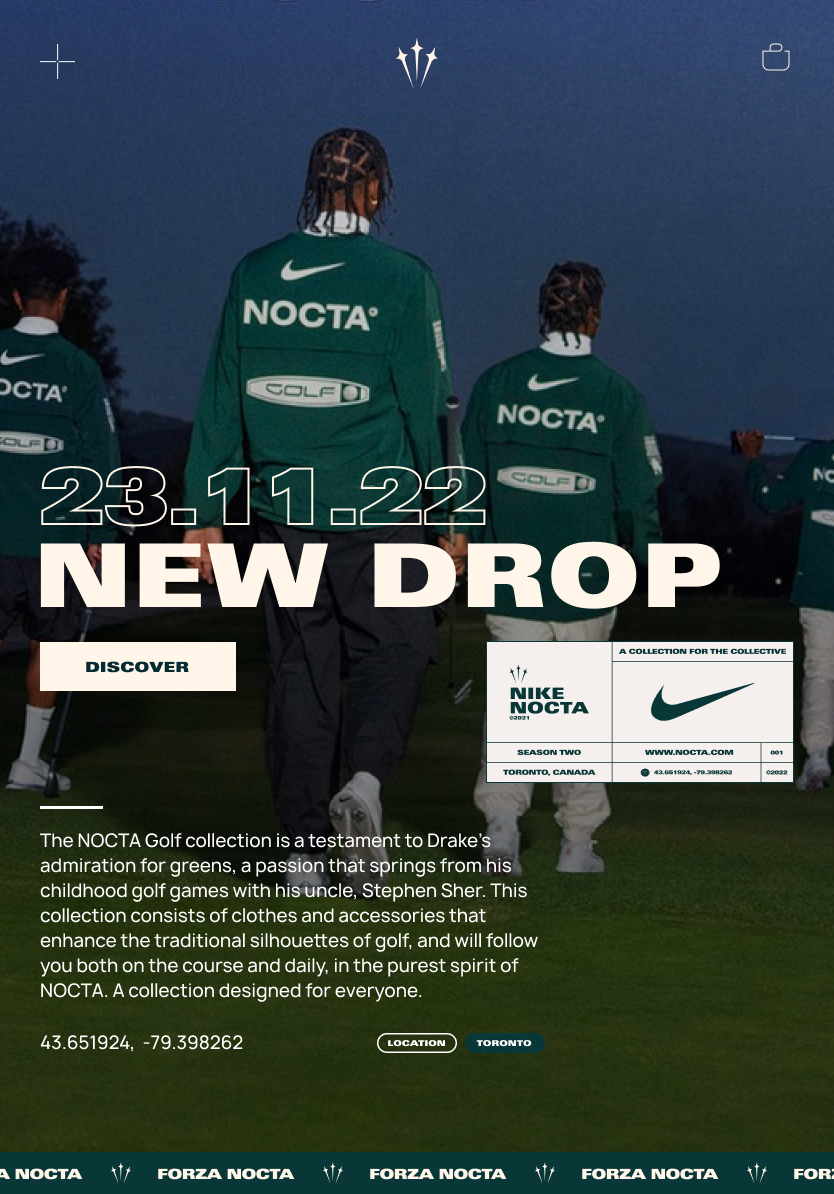 NOCTA
GOLF
NOCTA
GOLF
NOCTA
GOLF
23.11.22
NEW DROP
DISCOVER
A COLLECTION FOR THE COLLECTIVE
NIKE
NOCTA
©2021
SEASON TWO
WWW.NOCTA.COM
001
TORONTO, CANADA
43.651924, -79.398262
©2022
The NOCTA Golf collection is a testament to Drake's
admiration for greens, a passion that springs from his
childhood golf games with his uncle, Stephen Sher. This
collection consists of clothes and accessories that
enhance the traditional silhouettes of golf, and will follow
you both on the course and daily, in the purest spirit of
NOCTA. A collection designed for everyone.
43.651924, -79.398262
LOCATION
TORONTO
A NOCTA FORZA NOCTA FORZA NOCTA FORZA NOCTA FORZ